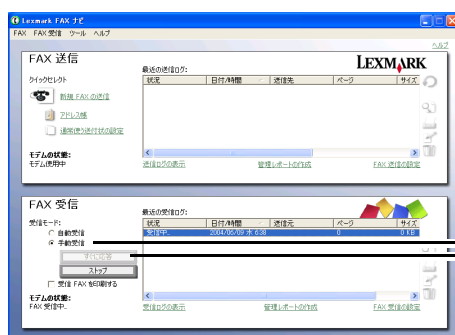 Lexmark FAX ナビ
FAX FAX 受信 ツール ヘルプ
ヘルプ
FAX 送信
LEXMARK
クイックセレクト
最近の送信ログ:
状況 日付/時間 送信先 ページ サイズ
新規 FAX の送信
アドレス帳
通常使う送付状の設定
モデムの状態:
モデム使用中
送信ログの表示 管理レポートの作成 FAX 送信の設定
FAX 受信
受信モード:
最近の受信ログ:
状況 日付/時間 送信元 ページ サイズ
自動受信
受信中... 2004/06/09 水 6:38 0 0 KB
手動受信
ストップ
受信 FAX を印刷する
モデムの状態:
FAX 受信中...
受信ログの表示 管理レポートの作成 FAX 受信の設定